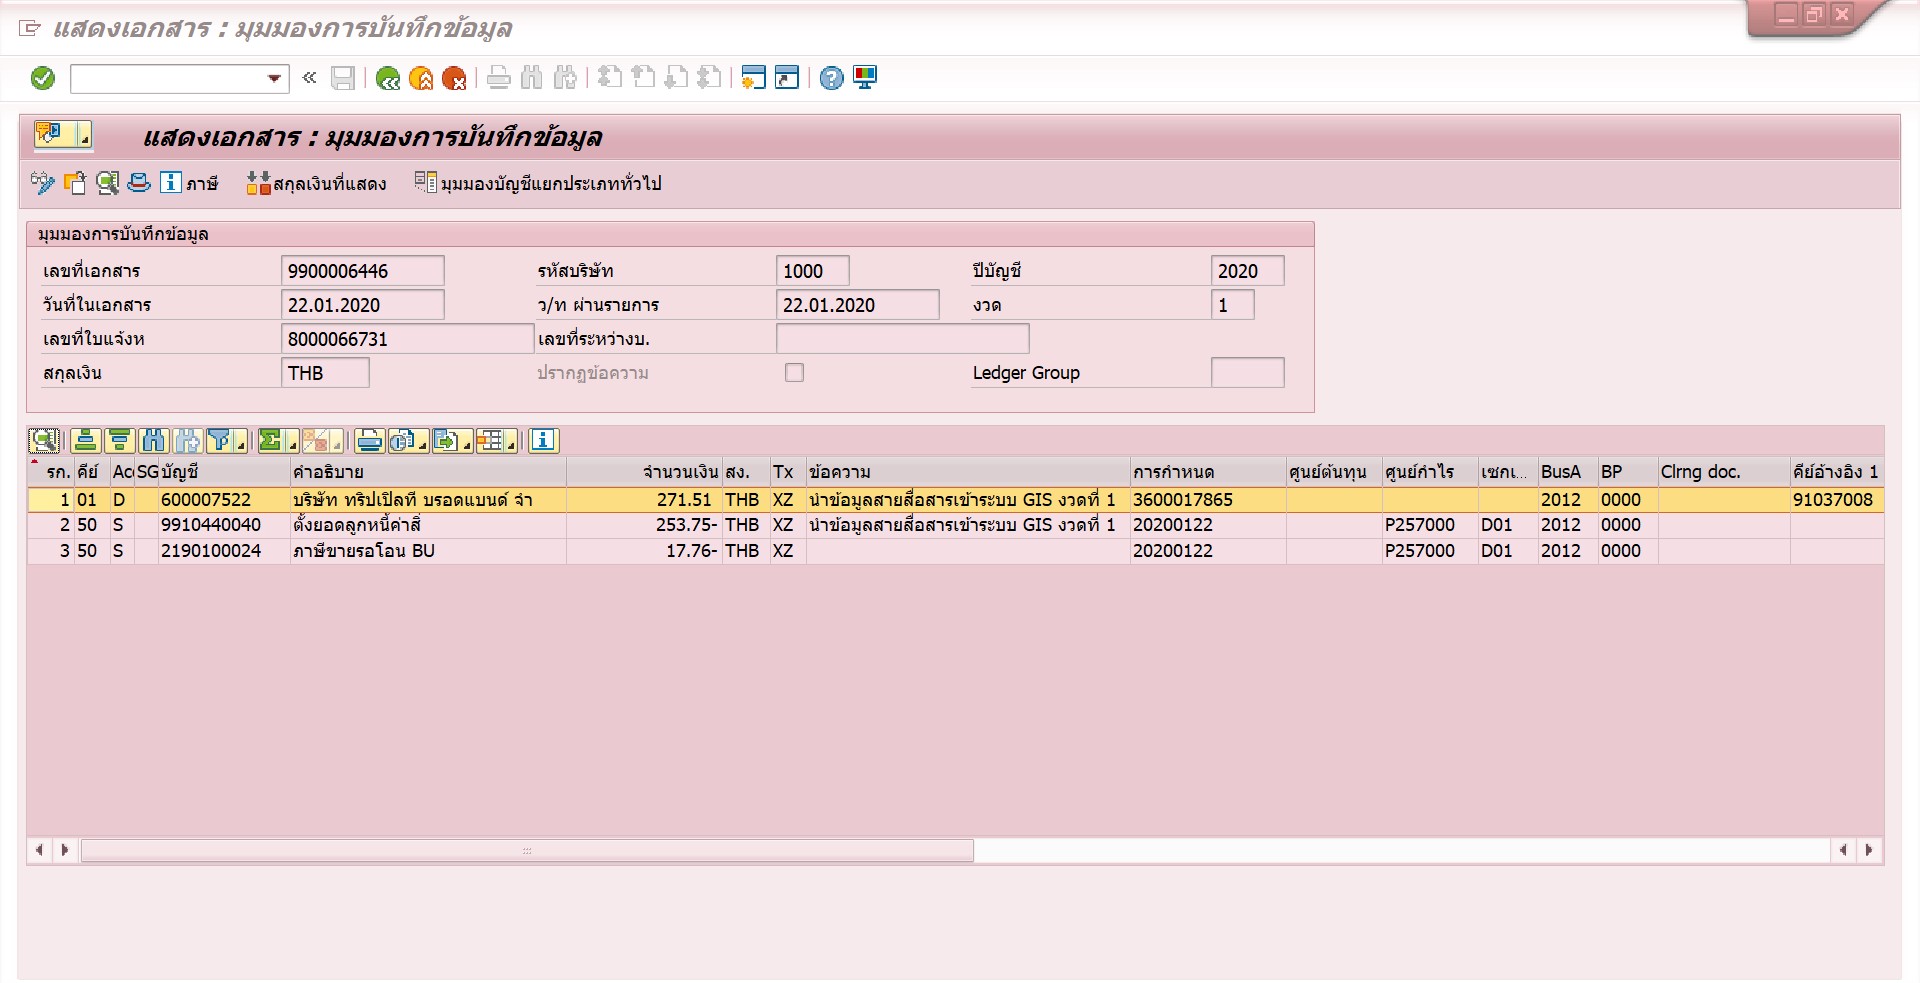 แสดงเอกสาร : มุมมองการบันทึกข้อมูล
แสดงเอกสาร : มุมมองการบันทึกข้อมูล
ภาษี สกุลเงินที่แสดง มุมมองบัญชีแยกประเภททั่วไป
มุมมองการบันทึกข้อมูล
เลขที่เอกสาร 9900006446 รหัสบริษัท 1000 ปีบัญชี 2020
วันที่ในเอกสาร 22.01.2020 ว/ท ผ่านรายการ 22.01.2020 งวด 1
เลขที่ใบแจ้งห 8000066731 เลขที่ระหว่างบ.
สกุลเงิน THB ปรากฏข้อความ Ledger Group
รก. คีย์ Ac SG บัญชี คำอธิบาย จำนวนเงิน สง. Tx ข้อความ การกำหนด ศูนย์ต้นทุน ศูนย์กำไร เซกเ... BusA BP Clrng doc. คีย์อ้างอิง 1
1 01 D 600007522 บริษัท ทริปเปิลที บรอดแบนด์ จำ 271.51 THB XZ นำข้อมูลสายสื่อสารเข้าระบบ GIS งวดที่ 1 3600017865 2012 0000 91037008
2 50 S 9910440040 ตั้งยอดลูกหนี้ค่าสิ่ 253.75- THB XZ นำข้อมูลสายสื่อสารเข้าระบบ GIS งวดที่ 1 20200122 P257000 D01 2012 0000
3 50 S 2190100024 ภาษีขายรอโอน BU 17.76- THB XZ 20200122 P257000 D01 2012 0000